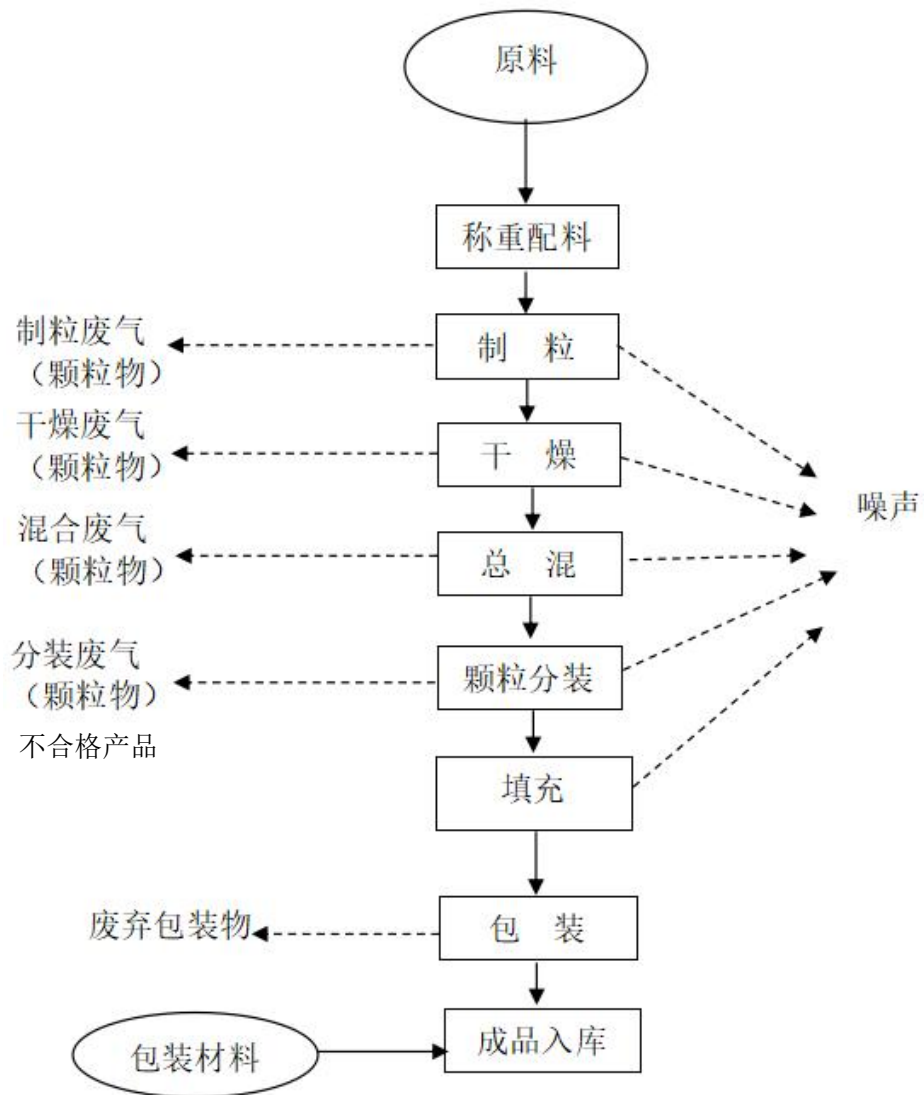 原料
称重配料
制粒废气
（颗粒物）
制 粒
干燥废气
（颗粒物）
干 燥
噪声
混合废气
（颗粒物）
总 混
分装废气
（颗粒物）
颗粒分装
不合格产品
填充
废弃包装物
包 装
包装材料
成品入库